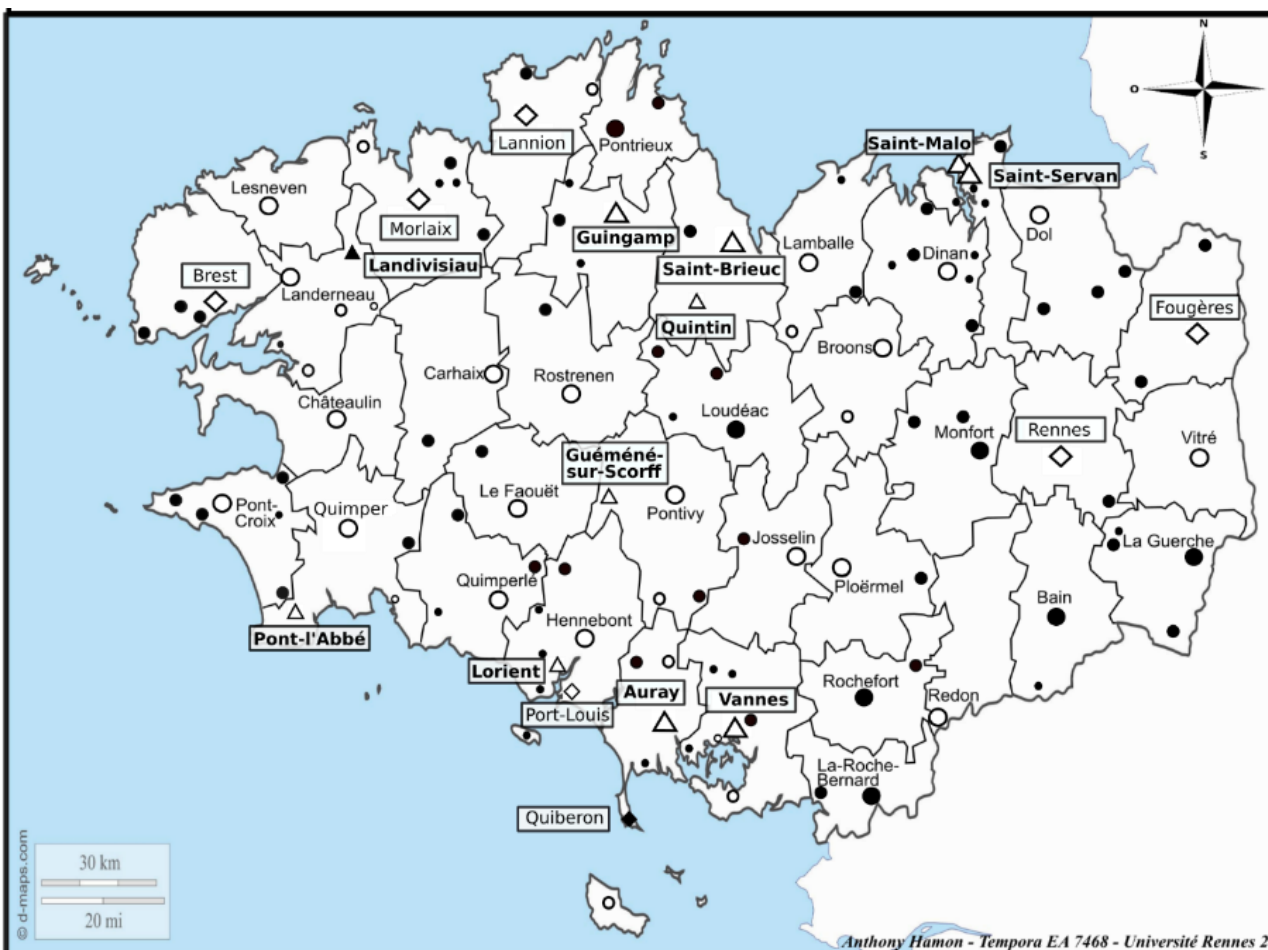 N
O
S
Lannion
Pontrieux
Saint-Malo
Saint-Servan
Lesneven
Morlaix
Guingamp
Lamballe
Dol
Dinan
Landivisiau
Saint-Brieuc
Brest
Landerneau
Quintin
Fougères
Broons
Carhaix
Rostrenen
Châteaulin
Loudéac
Monfort
Rennes
Vitré
Guéméné-
sur-Scorff
Le Faouët
Pont-
Croix
Quimper
Pontivy
Josselin
La Guerche
Quimperlé
Ploërmel
Bain
Hennebont
Pont-l'Abbé
Lorient
Auray
Vannes
Rochefort
Redon
Port-Louis
La-Roche-
Bernard
Quiberon
© d-maps.com
30 km
20 mi
Anthony Hamon - Tempora EA 7468 - Université Rennes 2